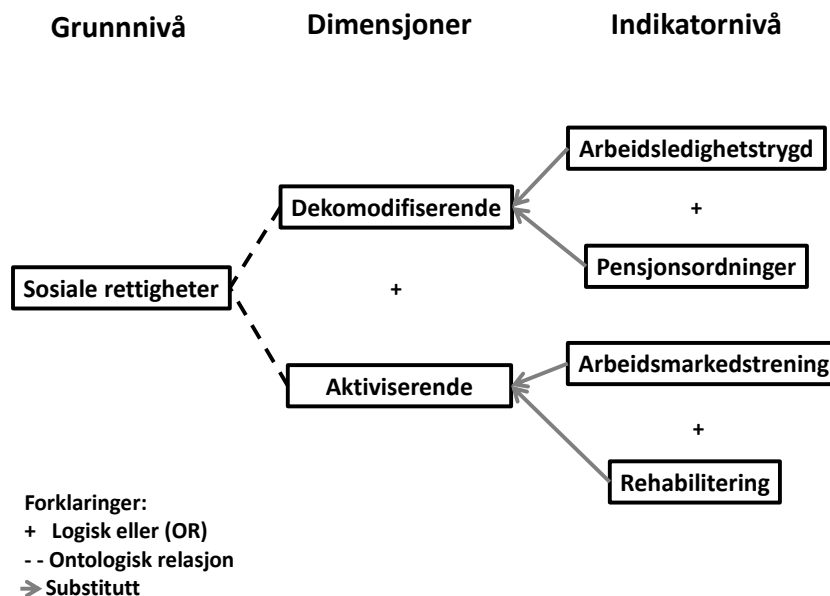 Grunnnivå
Dimensjoner
Indikatornivå
Arbeidsledighetstrygd
Dekomodifiserende
+
Pensjonsordninger
Sosiale rettigheter
+
Arbeidsmarkedstrening
Aktiviserende
+
Rehabilitering
Forklaringer:
+ Logisk eller (OR)
- - Ontologisk relasjon
Substitutt